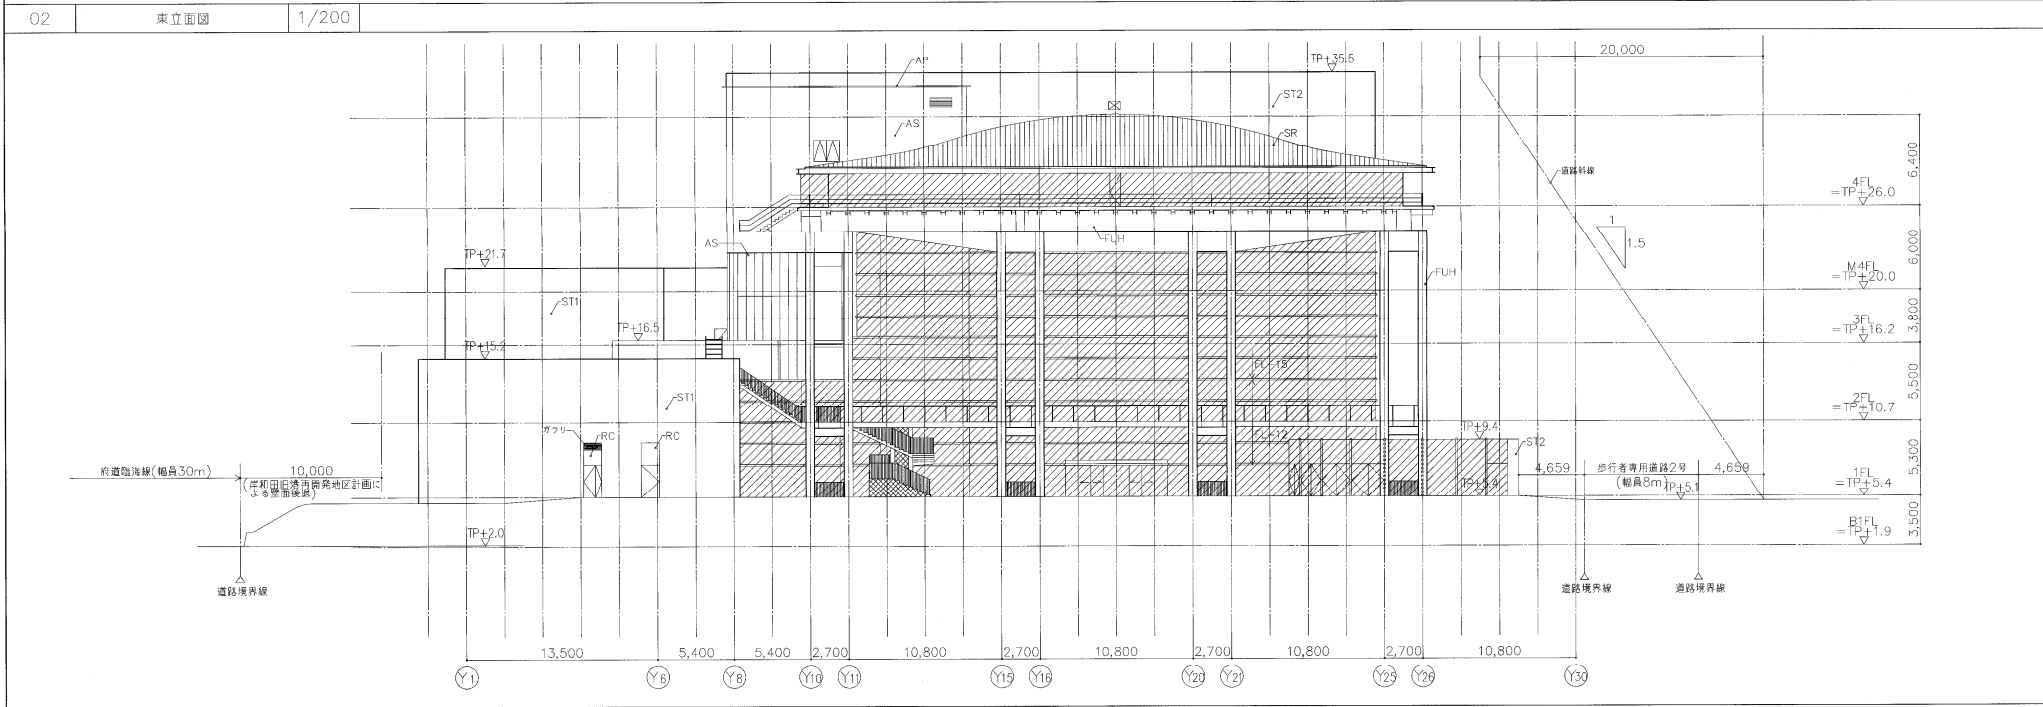 02 東立面図 1/200
20,000
AP
TP+35.5
ST2
AS
SR
道路斜線
6,400
4FL
=TP+26.0
1
1.5
FUH
AS
TP+21.7
6,000
M4FL
=TP+20.0
FUH
ST1
TP+16.5
3,800
3FL
=TP+16.2
TP+15.2
FL-15
5,500
ST1
2FL
=TP+10.7
TP+9.4
ガラリ
RC
RC
FL-12
ST2
5,300
府道臨海線(幅員30m)
10,000
(岸和田旧港再開発地区計画に
よる壁面後退)
4,659
歩行者専用道路2号
(幅員8m)
4,659
1FL
=TP+5.4
TP+5.4
TP+5.1
TP+2.0
B1FL
=TP+1.9
3,500
道路境界線
道路境界線
道路境界線
13,500 5,400 5,400 2,700 10,800 2,700 10,800 2,700 10,800 2,700 10,800
Y1 Y6 Y8 Y10 Y11 Y15 Y16 Y20 Y21 Y25 Y26 Y30